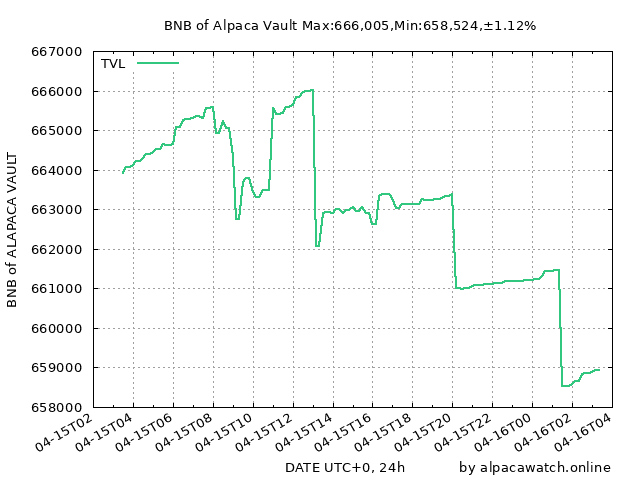 BNB of Alpaca Vault Max:666,005,Min:658,524,±1.12%
667000
TVL
666000
665000
664000
663000
662000
661000
660000
659000
658000
BNB of ALAPACA VAULT
04-15T02
04-15T04
04-15T06
04-15T08
04-15T10
04-15T12
04-15T14
04-15T16
04-15T18
04-15T20
04-15T22
04-16T00
04-16T02
04-16T04
DATE UTC+0, 24h
by alpacawatch.online